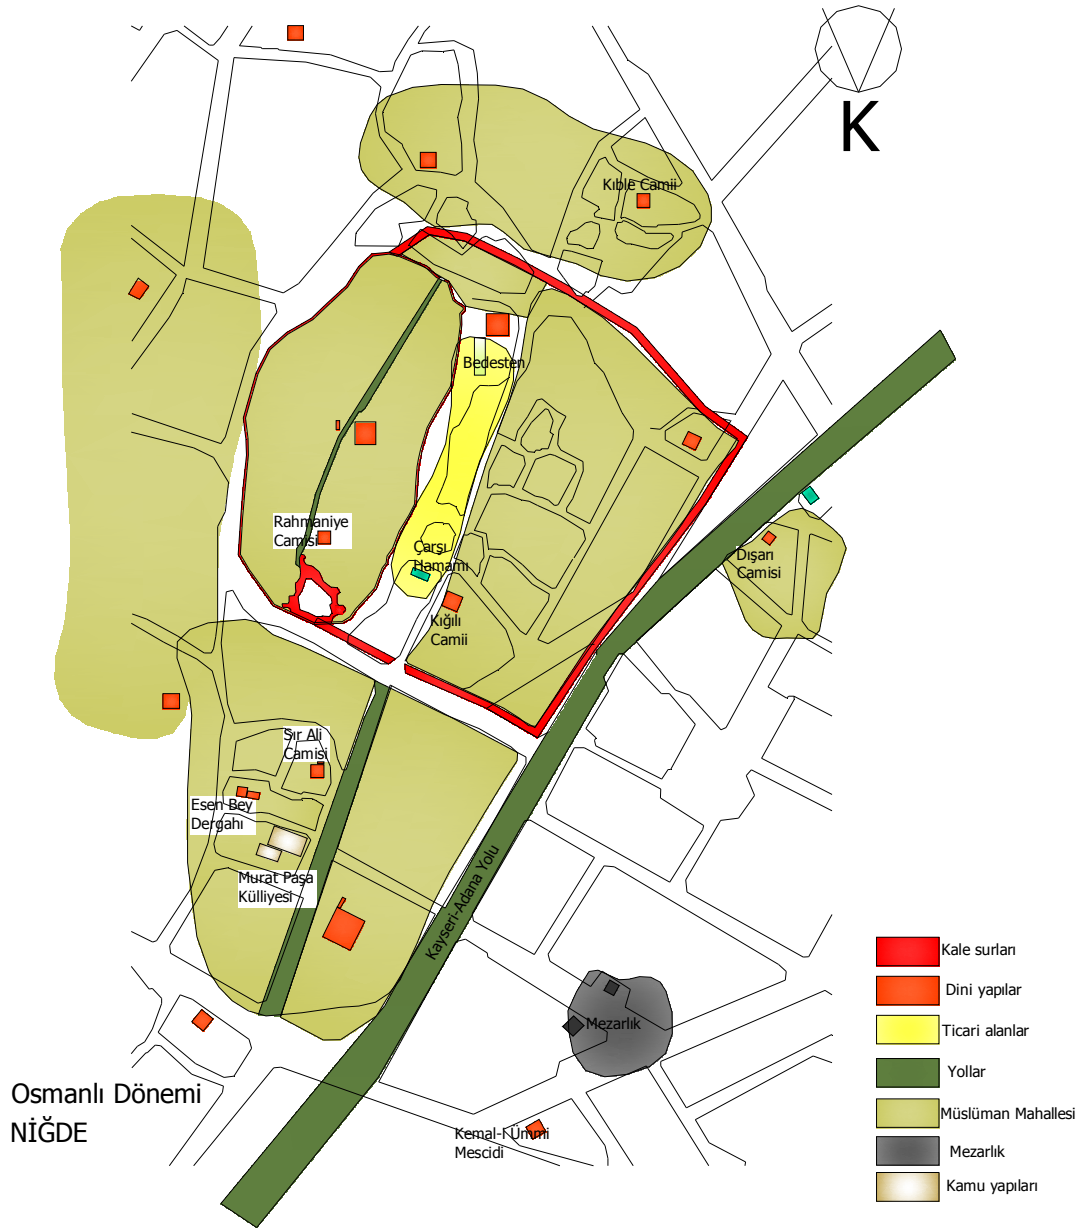 K
Kıble Camii
Bedesten
Rahmaniye
Camisi
Çarşı
Hamamı
Kığılı
Camii
Dışarı
Camisi
Sır Ali
Camisi
Esen Bey
Dergahı
Murat Paşa
Külliyesi
Kayseri-Adana Yolu
Mezarlık
Kemal-i Ümmi
Mescidi
Osmanlı Dönemi
NİĞDE
Kale surları
Dini yapılar
Ticari alanlar
Yollar
Müslüman Mahallesi
Mezarlık
Kamu yapıları